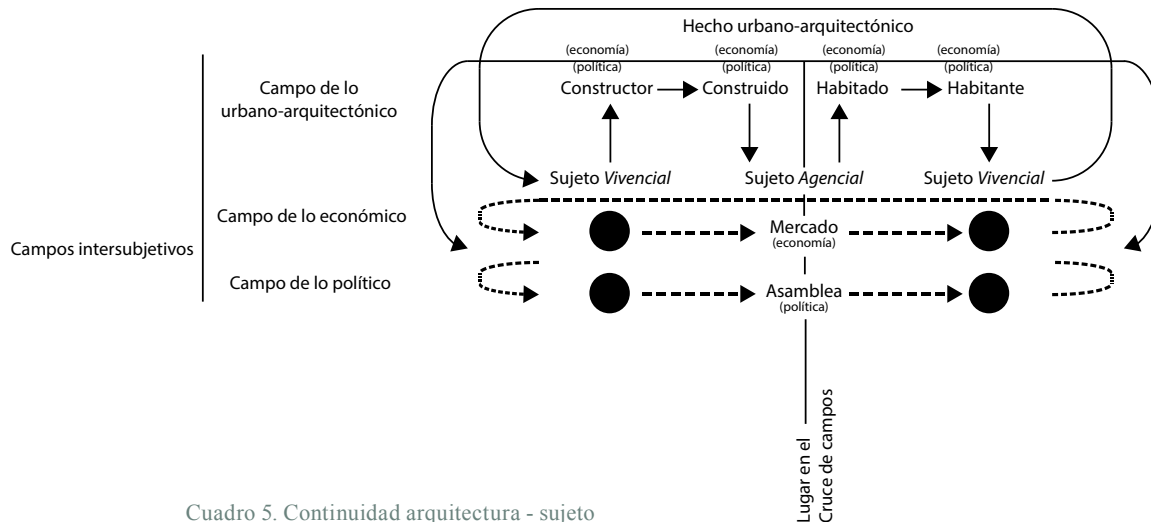 Hecho urbano-arquitectónico
(economía) (economía) (economía) (economía)
(política) (política) (política) (política)
Campo de lo
urbano-arquitectónico
Constructor Construido Habitado Habitante
Sujeto Vivencial Sujeto Agencial Sujeto Vivencial
Campos intersubjetivos
Campo de lo económico
Mercado
(economía)
Campo de lo político
Asamblea
(política)
Lugar en el
Cruce de campos
Cuadro 5. Continuidad arquitectura - sujeto